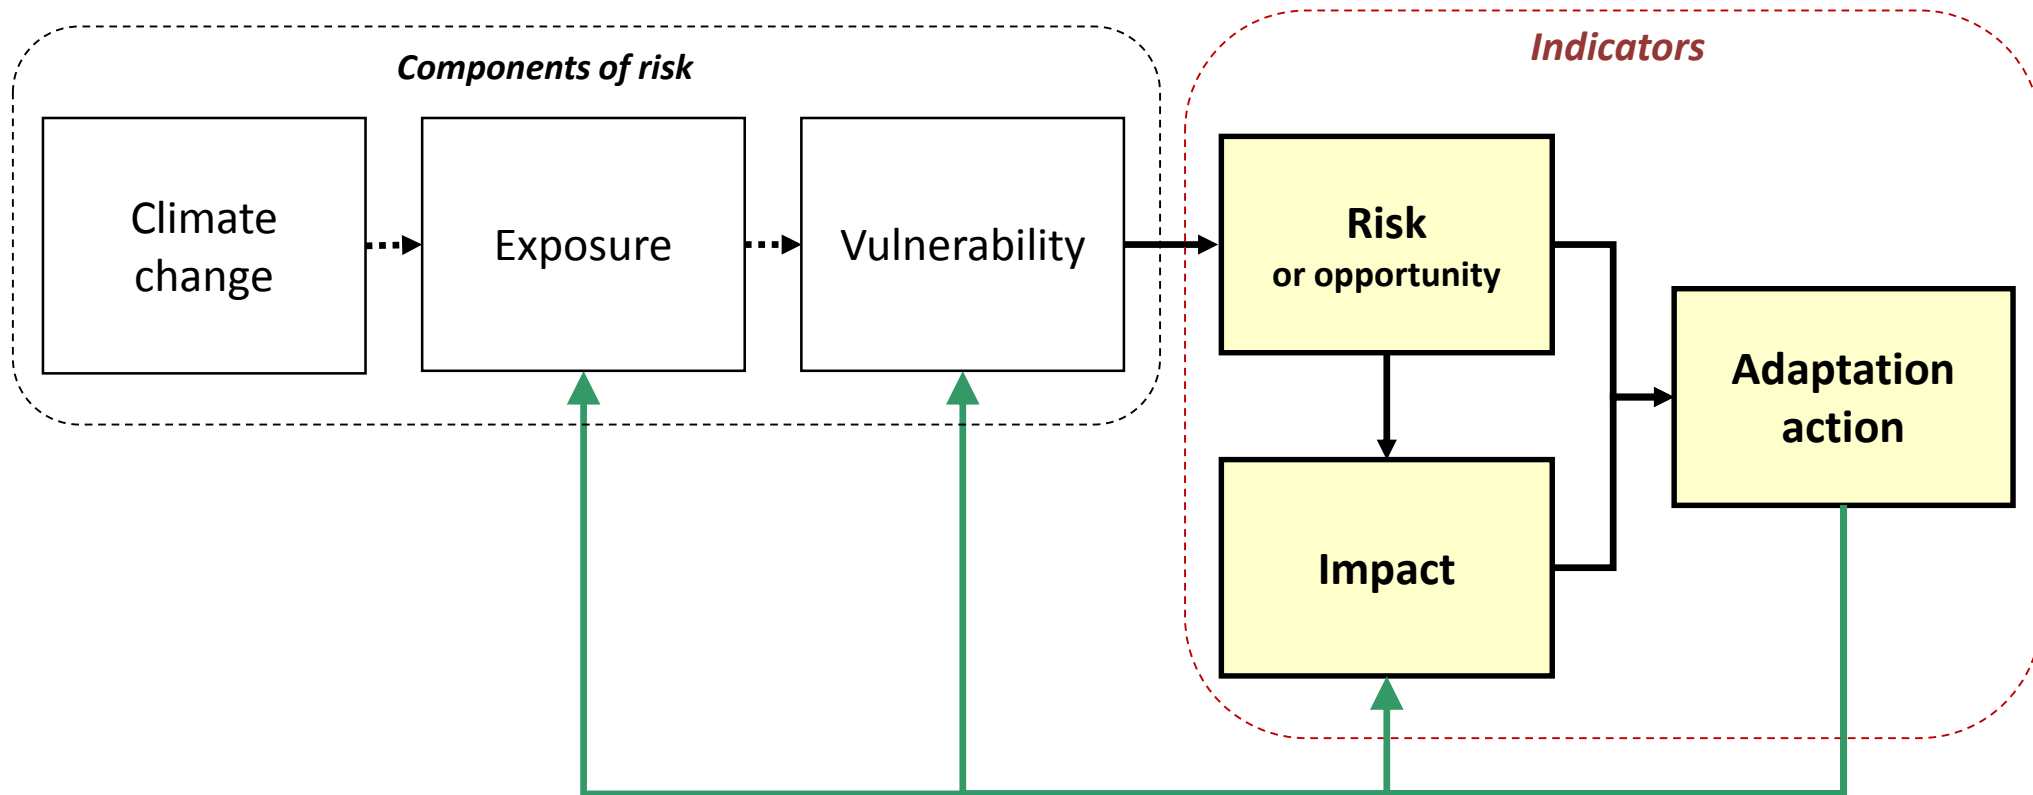 Components of risk
Indicators
Climate
change
Exposure
Vulnerability
Risk
or opportunity
Adaptation
action
Impact